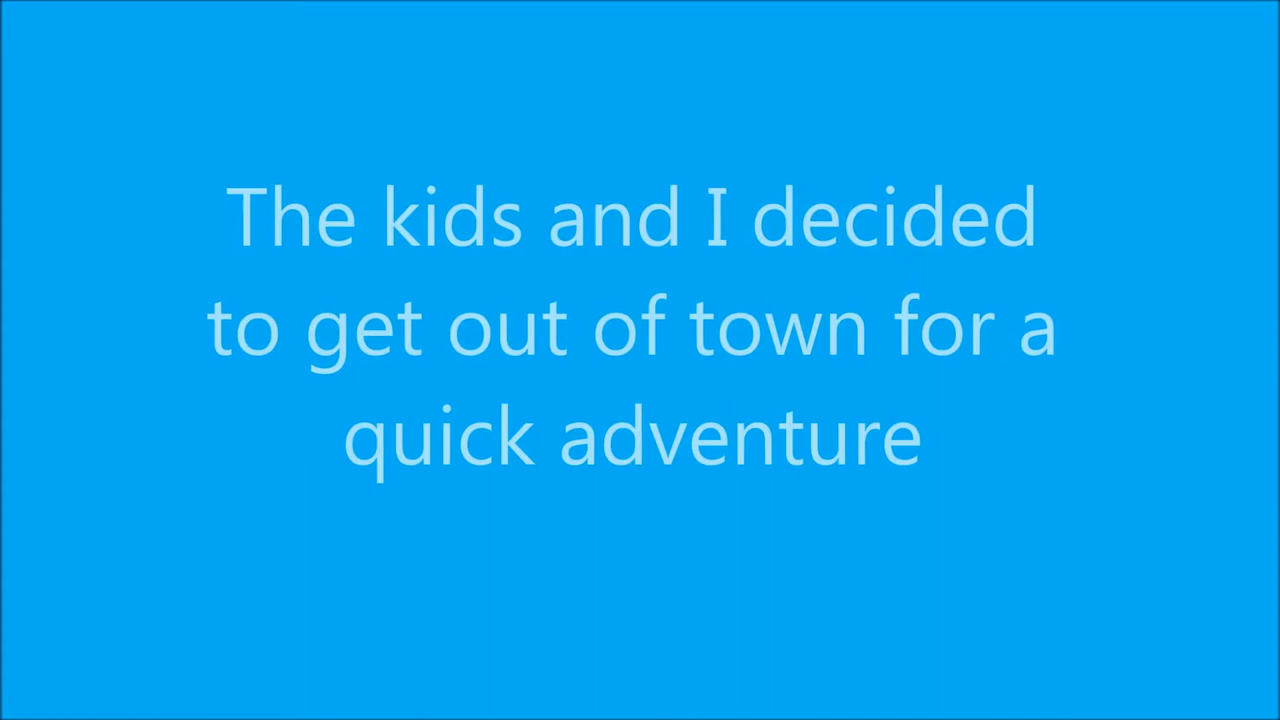 The kids and I decided
to get out of town for a
quick adventure